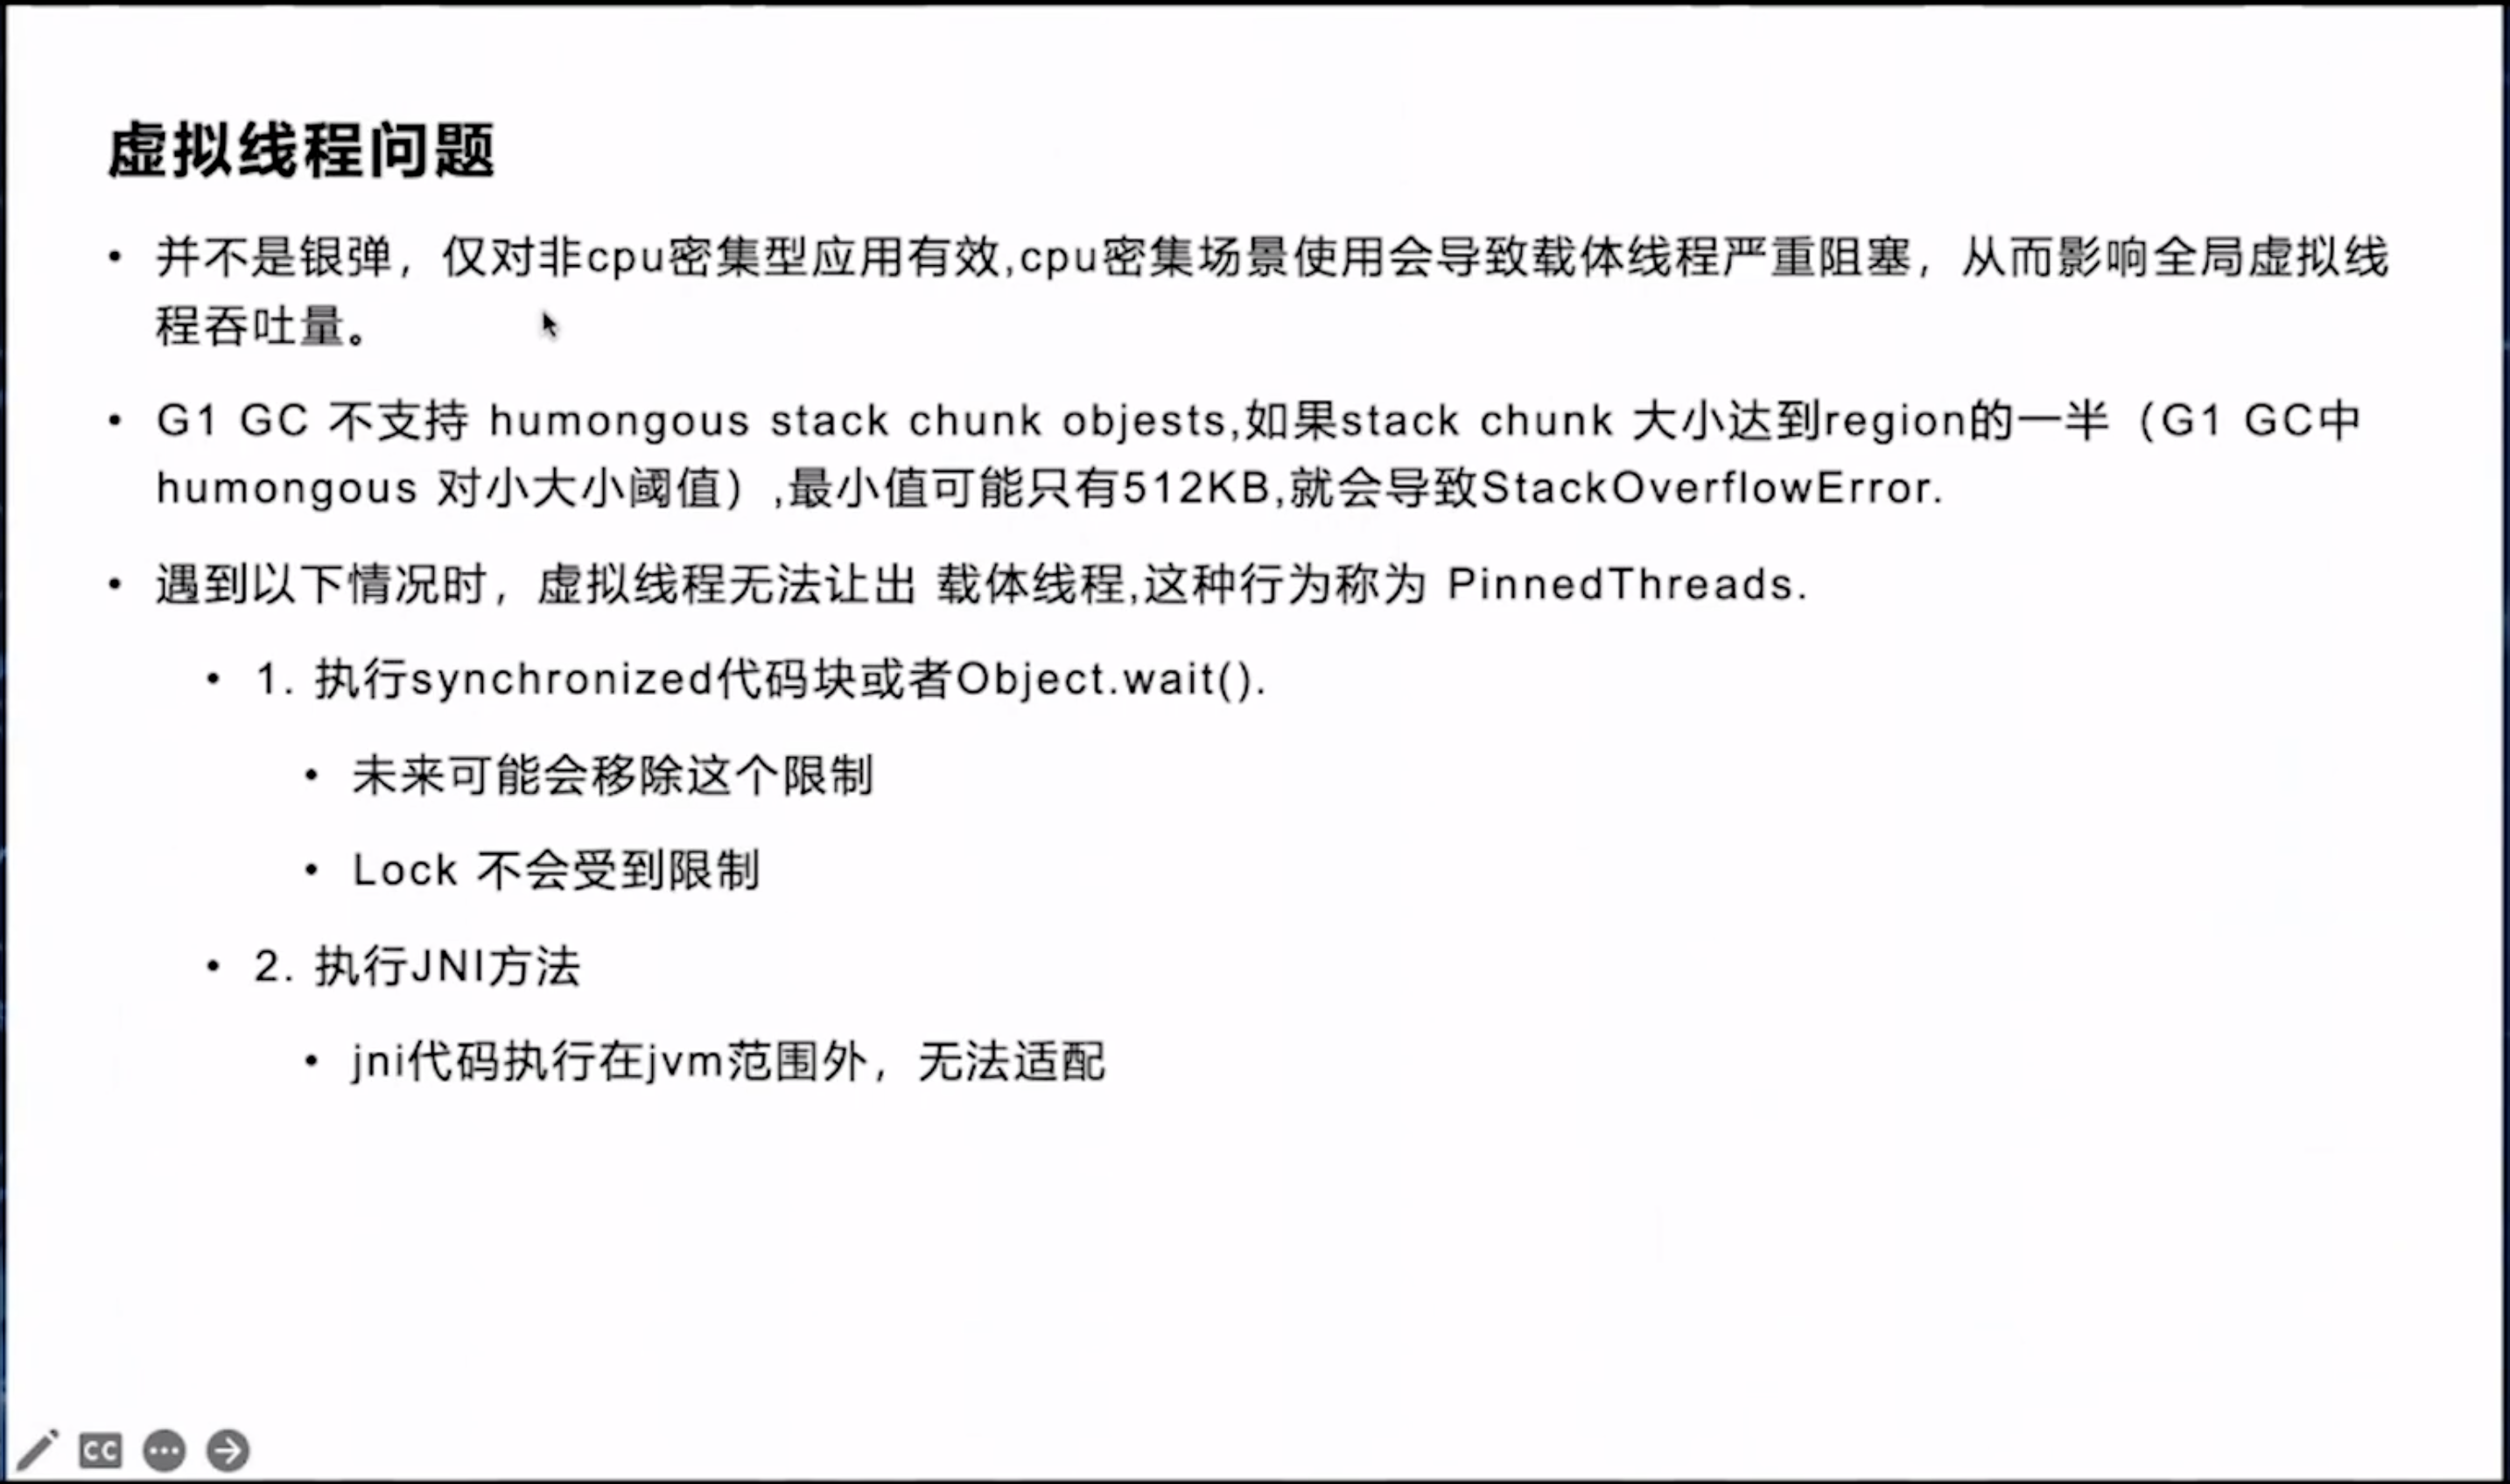 虚拟线程问题
• 并不是银弹，仅对非cpu密集型应用有效,cpu密集场景使用会导致载体线程严重阻塞，从而影响全局虚拟线
程吞吐量。
• G1 GC 不支持 humongous stack chunk objests,如果stack chunk 大小达到region的一半（G1 GC中
humongous 对小大小阈值）,最小值可能只有512KB,就会导致StackOverflowError.
• 遇到以下情况时，虚拟线程无法让出 载体线程,这种行为称为 PinnedThreads.
• 1. 执行synchronized代码块或者Object.wait().
• 未来可能会移除这个限制
• Lock 不会受到限制
• 2. 执行JNI方法
• jni代码执行在jvm范围外，无法适配
CC